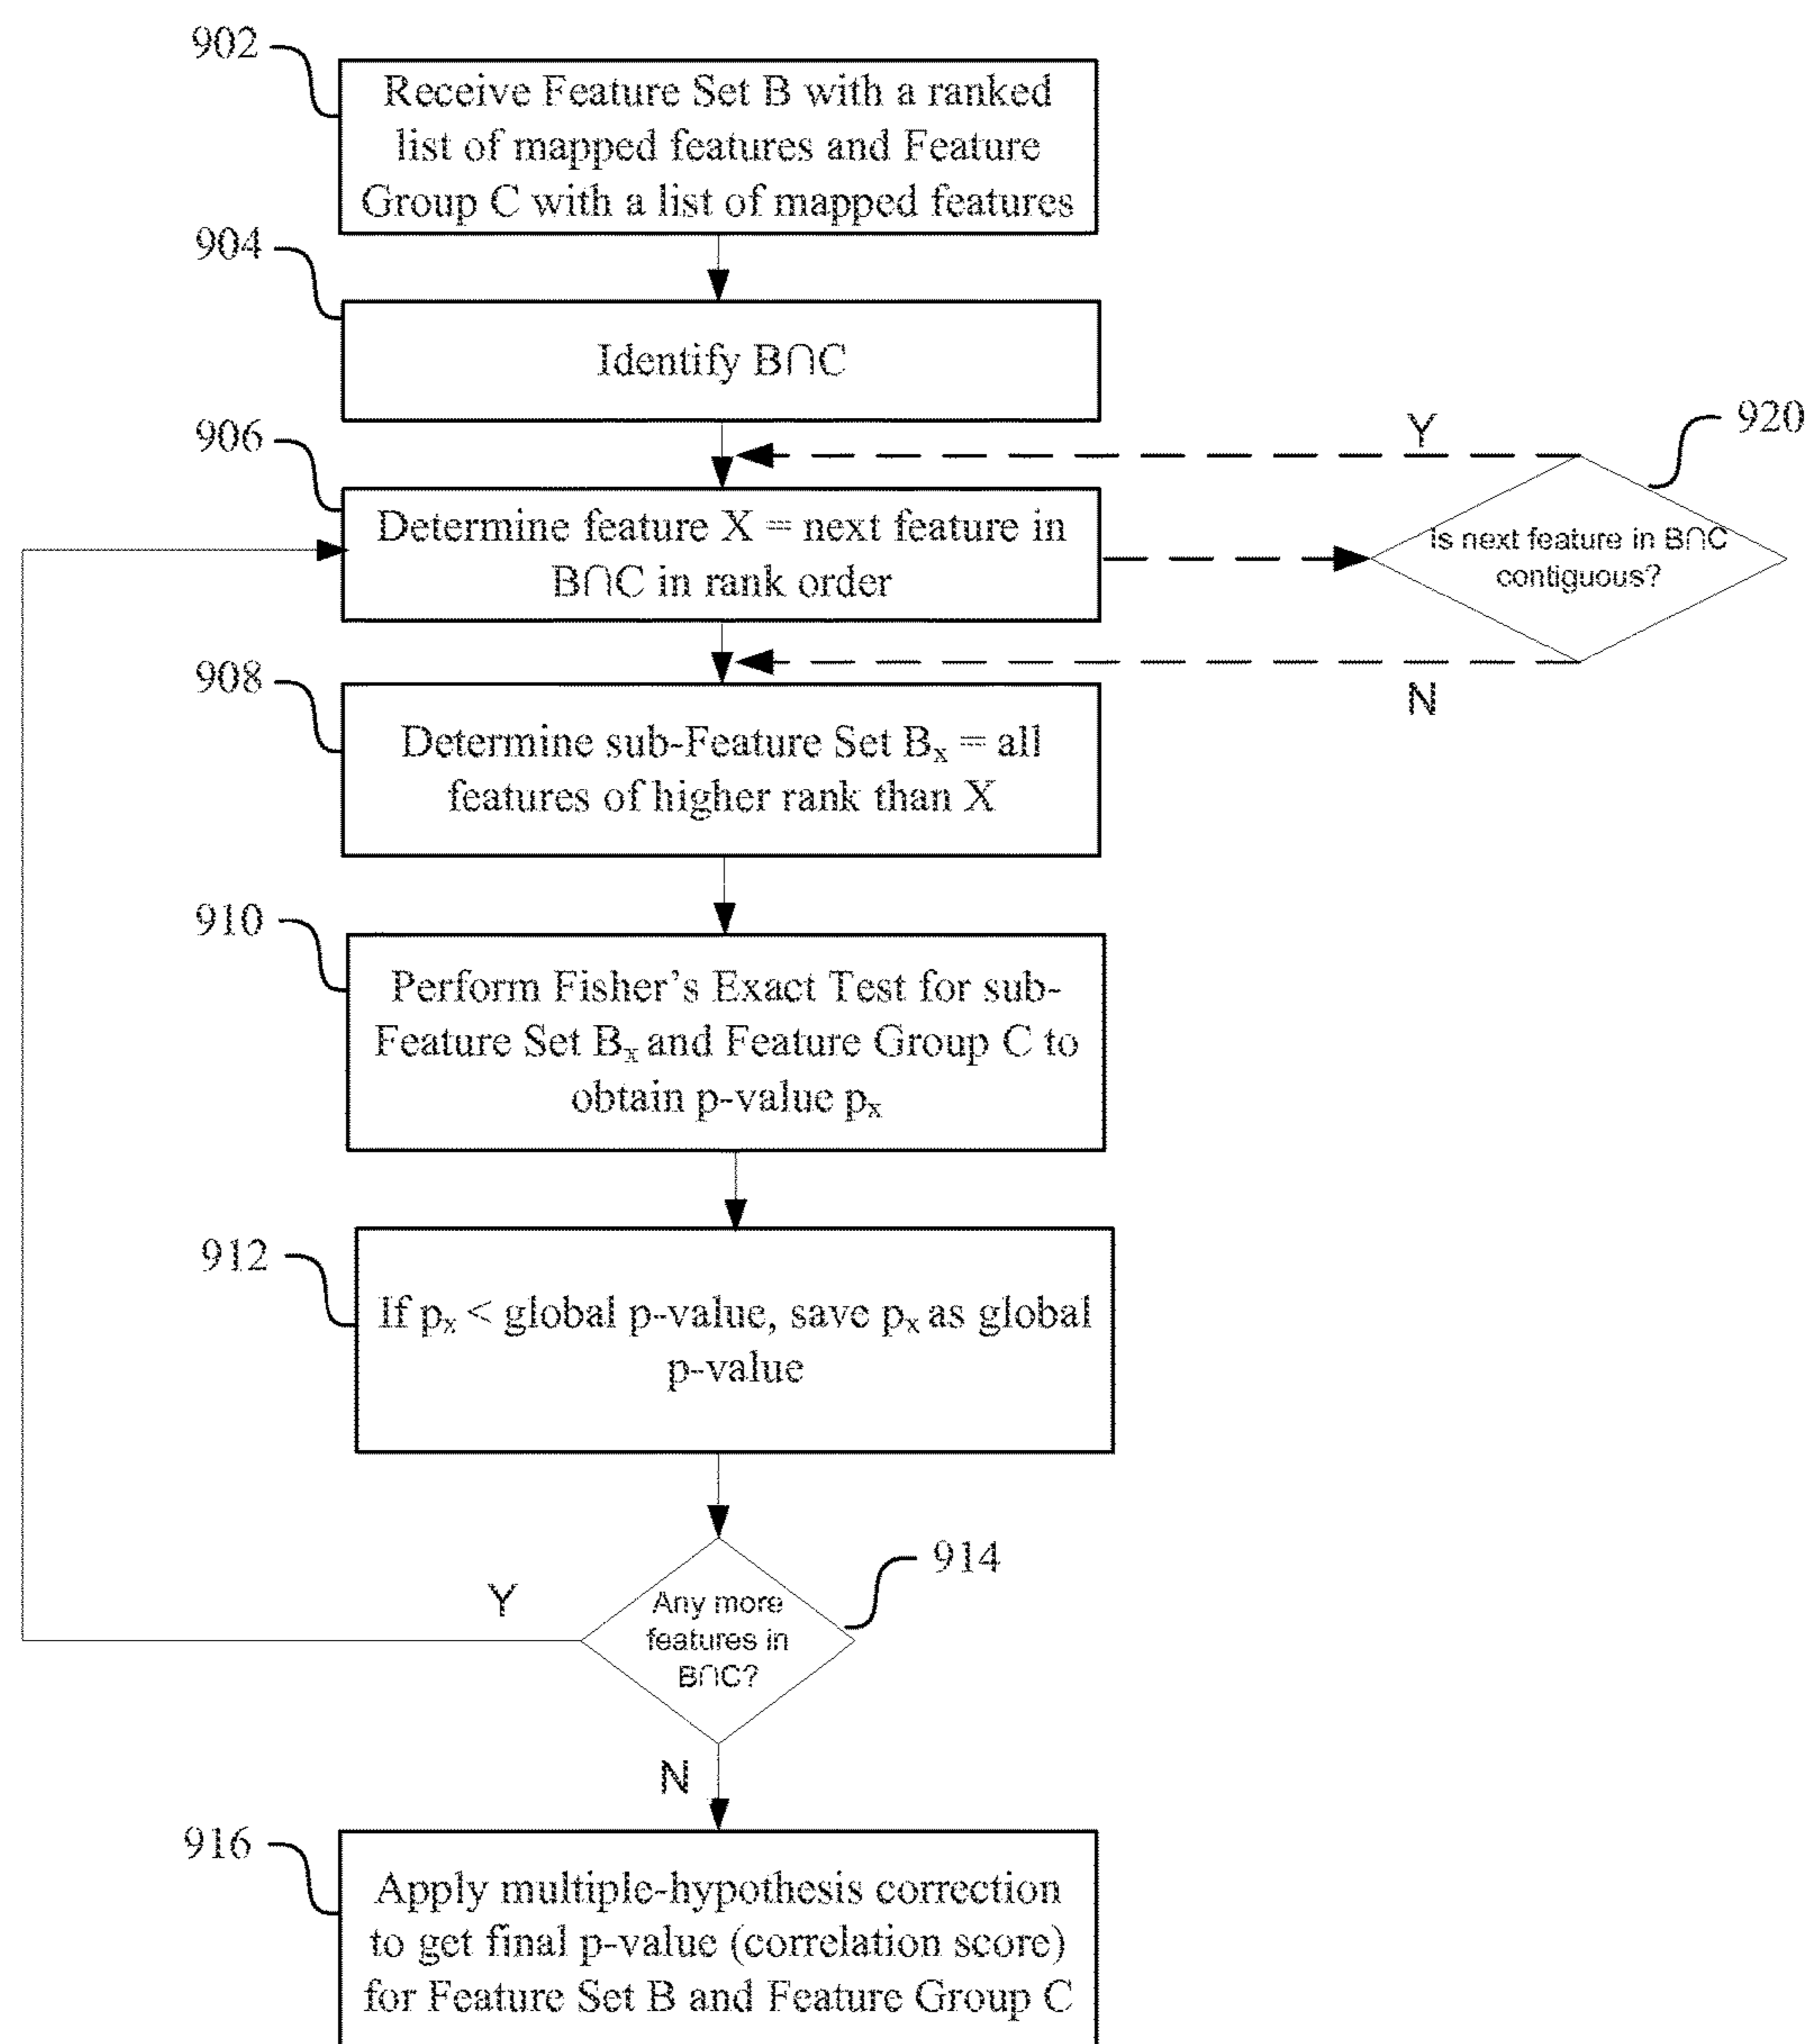 902
Receive Feature Set B with a ranked
list of mapped features and Feature
Group C with a list of mapped features
904
Identify B∩C
906
Determine feature X = next feature in
B∩C in rank order
Y
920
Is next feature in B∩C
contiguous?
N
908
Determine sub-Feature Set Bₓ = all
features of higher rank than X
910
Perform Fisher's Exact Test for sub-
Feature Set Bₓ and Feature Group C to
obtain p-value pₓ
912
If pₓ < global p-value, save pₓ as global
p-value
914
Any more
features in
B∩C?
Y
N
916
Apply multiple-hypothesis correction
to get final p-value (correlation score)
for Feature Set B and Feature Group C